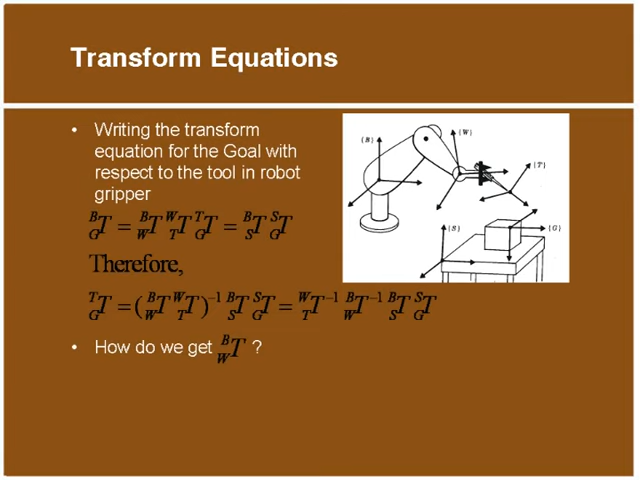 Transform Equations
• Writing the transform
equation for the Goal with
respect to the tool in robot
gripper
{B}
{W}
{T}
{S}
{G}
ᴮ_G T = ᴮ_W T ᵂ_T T ᵀ_G T = ᴮ_S T ˢ_G T
Therefore,
ᵀ_G T = (ᴮ_W T ᵂ_T T)⁻¹ ᴮ_S T ˢ_G T = ᵂ_T T⁻¹ ᴮ_W T⁻¹ ᴮ_S T ˢ_G T
• How do we get ᴮ_W T ?